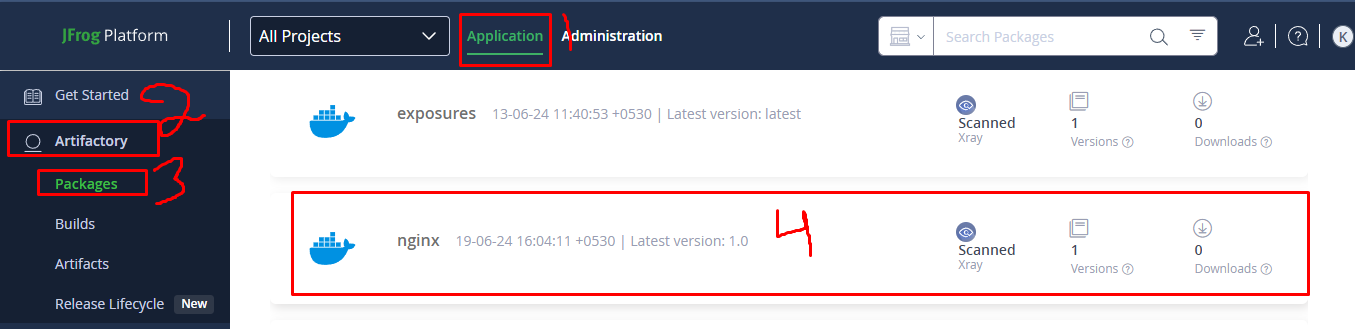 JFrog Platform
All Projects
Application
1
Administration
Search Packages
K
Get Started
2
Artifactory
Packages
3
Builds
Artifacts
Release Lifecycle New
exposures 13-06-24 11:40:53 +0530 | Latest version: latest
Scanned
Xray
1
Versions ?
0
Downloads ?
nginx 19-06-24 16:04:11 +0530 | Latest version: 1.0
4
Scanned
Xray
1
Versions ?
0
Downloads ?